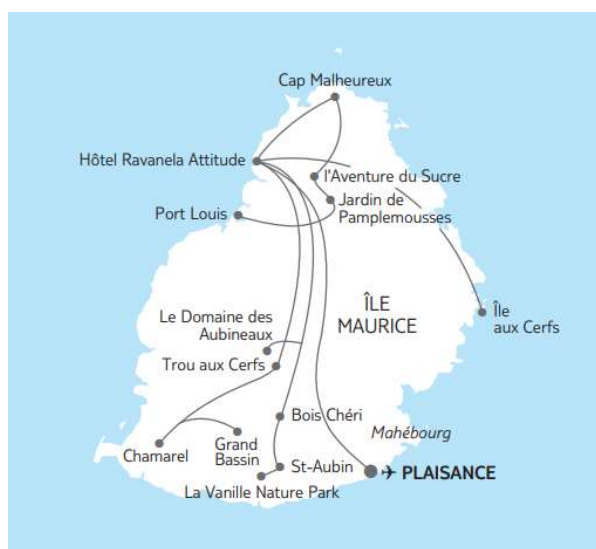 Cap Malheureux
Hôtel Ravanela Attitude
l'Aventure du Sucre
Jardin de
Pamplemousses
Port Louis
ÎLE
MAURICE
Île
aux Cerfs
Le Domaine des
Aubineaux
Trou aux Cerfs
Bois Chéri
Mahébourg
Chamarel
Grand
Bassin
St-Aubin
PLAISANCE
La Vanille Nature Park